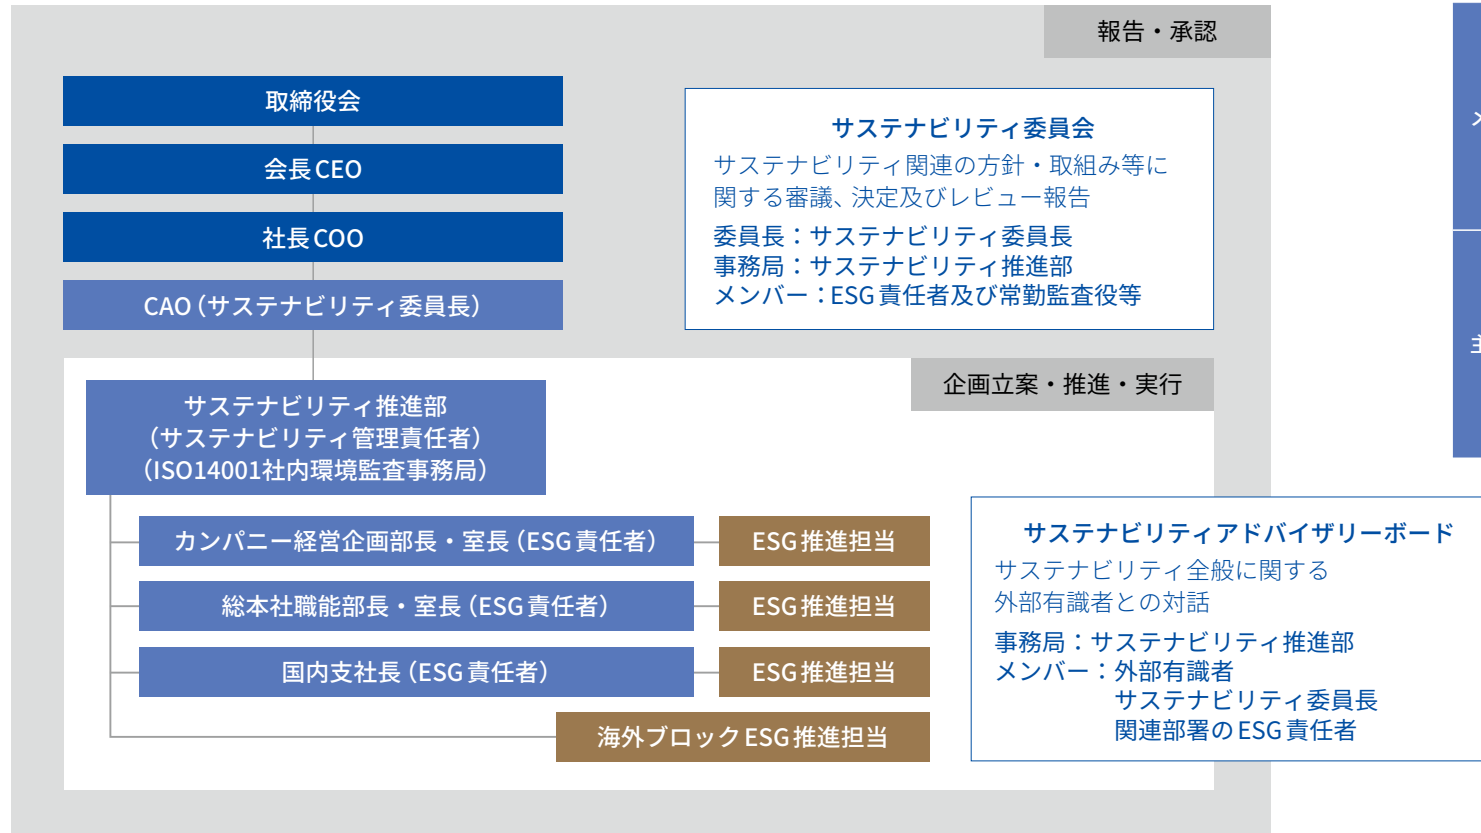 報告・承認
取締役会
会長CEO
社長COO
CAO（サステナビリティ委員長）
サステナビリティ委員会
サステナビリティ関連の方針・取組み等に
関する審議、決定及びレビュー報告
委員長：サステナビリティ委員長
事務局：サステナビリティ推進部
メンバー：ESG責任者及び常勤監査役等
企画立案・推進・実行
サステナビリティ推進部
（サステナビリティ管理責任者）
（ISO14001社内環境監査事務局）
カンパニー経営企画部長・室長（ESG責任者）
ESG推進担当
総本社職能部長・室長（ESG責任者）
ESG推進担当
国内支社長（ESG責任者）
ESG推進担当
海外ブロックESG推進担当
サステナビリティアドバイザリーボード
サステナビリティ全般に関する
外部有識者との対話
事務局：サステナビリティ推進部
メンバー：外部有識者
サステナビリティ委員長
関連部署のESG責任者